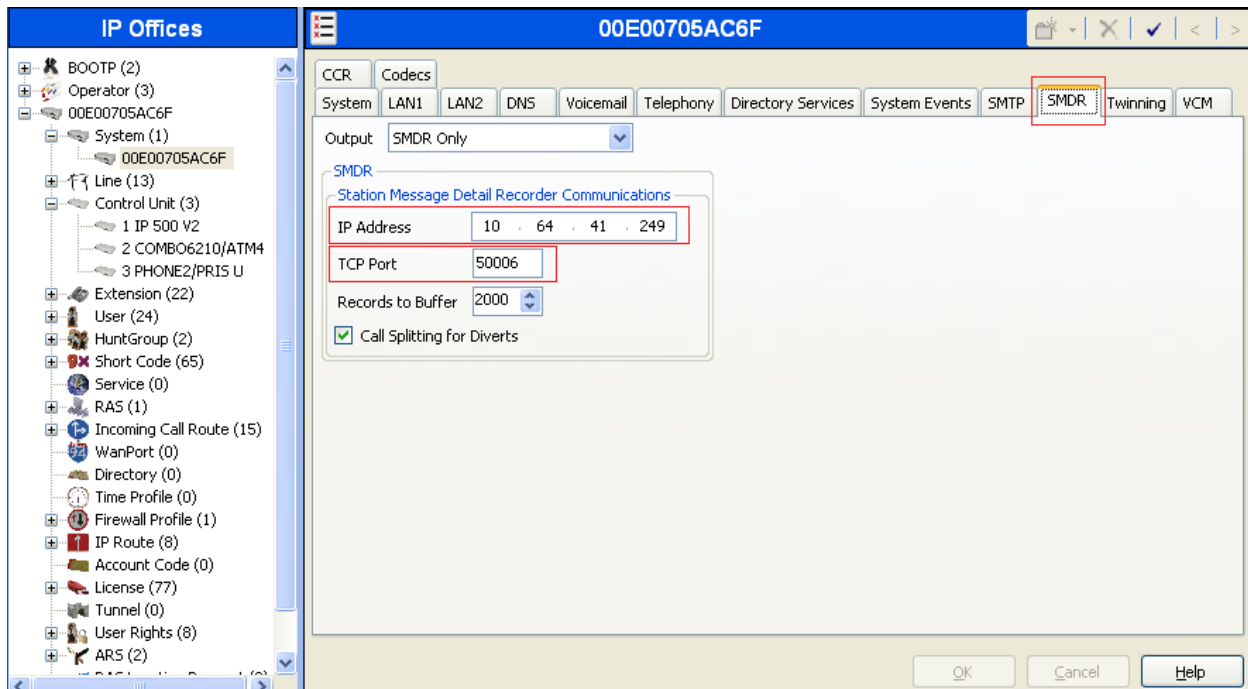 IP Offices
BOOTP (2)
Operator (3)
00E00705AC6F
System (1)
00E00705AC6F
Line (13)
Control Unit (3)
1 IP 500 V2
2 COMBO6210/ATM4
3 PHONE2/PRIS U
Extension (22)
User (24)
HuntGroup (2)
Short Code (65)
Service (0)
RAS (1)
Incoming Call Route (15)
WanPort (0)
Directory (0)
Time Profile (0)
Firewall Profile (1)
IP Route (8)
Account Code (0)
License (77)
Tunnel (0)
User Rights (8)
ARS (2)
00E00705AC6F
CCR Codecs
System LAN1 LAN2 DNS Voicemail Telephony Directory Services System Events SMTP SMDR Twinning VCM
Output SMDR Only
SMDR
Station Message Detail Recorder Communications
IP Address 10 . 64 . 41 . 249
TCP Port 50006
Records to Buffer 2000
Call Splitting for Diverts
OK Cancel Help